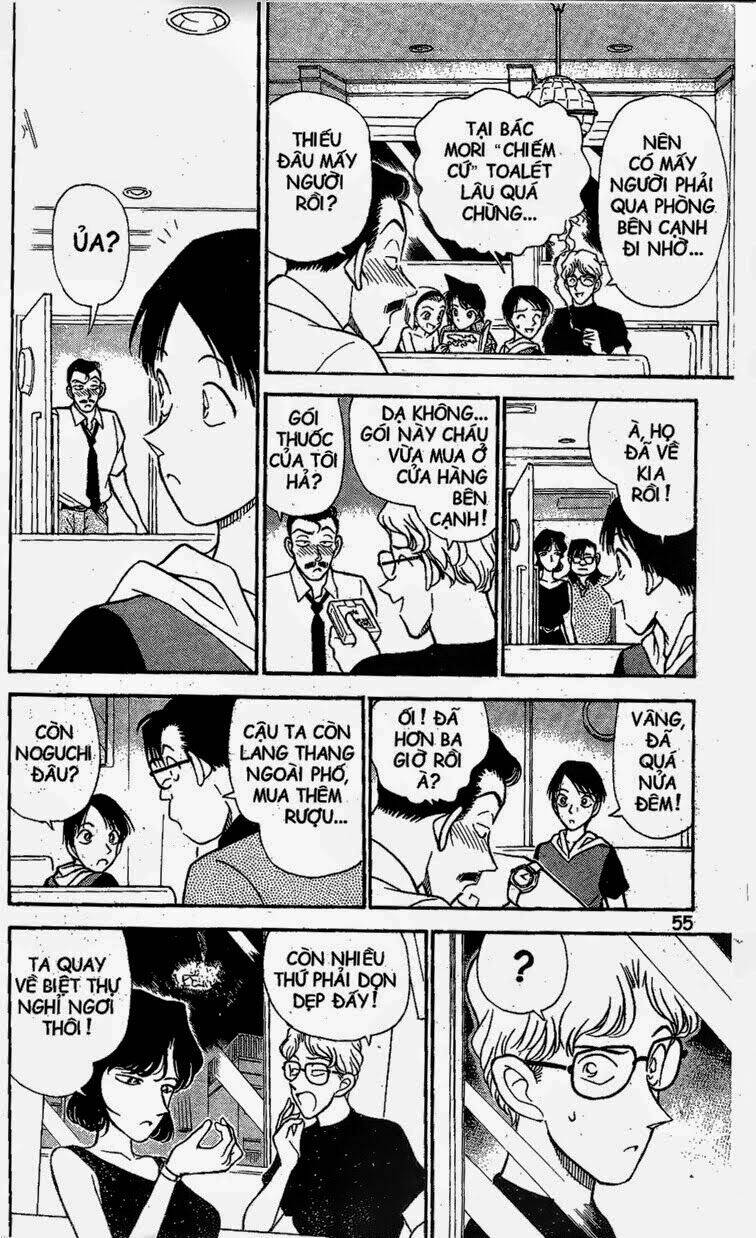 ỦA?
THIẾU
ĐÂU MẤY
NGƯỜI
RỒI?
TẠI BÁC
MORI "CHIẾM
CỨ" TOALÉT
LÂU QUÁ
CHỪNG...
NÊN
CÓ MẤY
NGƯỜI PHẢI
QUA PHÒNG
BÊN CẠNH
ĐI NHỜ...
GÓI
THUỐC
CỦA TÔI
HẢ?
DẠ KHÔNG...
GÓI NÀY CHÁU
VỪA MUA Ở
CỬA HÀNG
BÊN
CẠNH!
À, HỌ
ĐÃ VỀ
KIA
RỒI!
CÒN
NOGUCHI
ĐÂU?
CẬU TA CÒN
LANG THANG
NGOÀI PHỐ,
MUA THÊM
RƯỢU...
ỐI! ĐÃ
HƠN BA
GIỜ RỒI
À?
VÂNG,
ĐÃ
QUÁ
NỬA
ĐÊM!
55
TA QUAY
VỀ BIỆT THỰ
NGHỈ NGƠI
THÔI!
CÒN NHIỀU
THỨ PHẢI DỌN
DẸP ĐẤY!
?